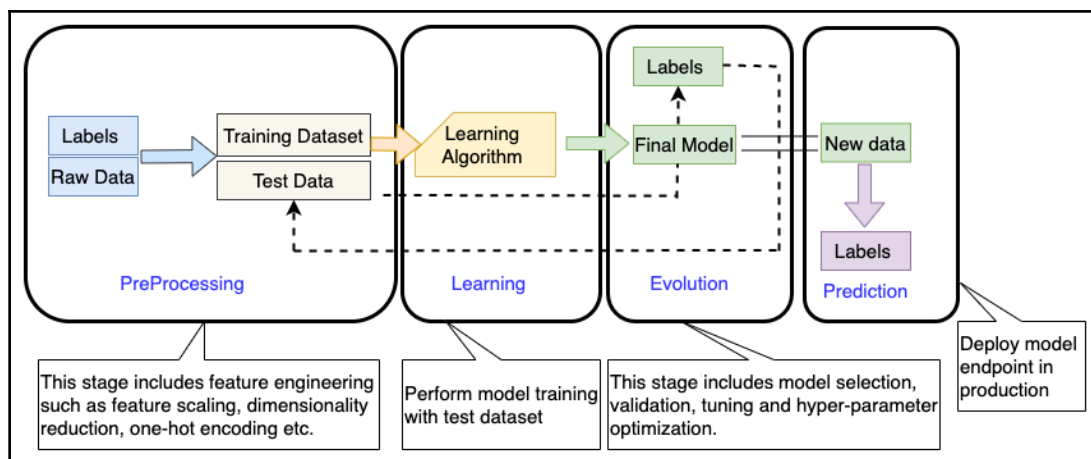 Labels
Raw Data
Training Dataset
Test Data
PreProcessing
Learning
Algorithm
Learning
Labels
Final Model
Evolution
New data
Labels
Prediction
This stage includes feature engineering
such as feature scaling, dimensionality
reduction, one-hot encoding etc.
Perform model training
with test dataset
This stage includes model selection,
validation, tuning and hyper-parameter
optimization.
Deploy model
endpoint in
production